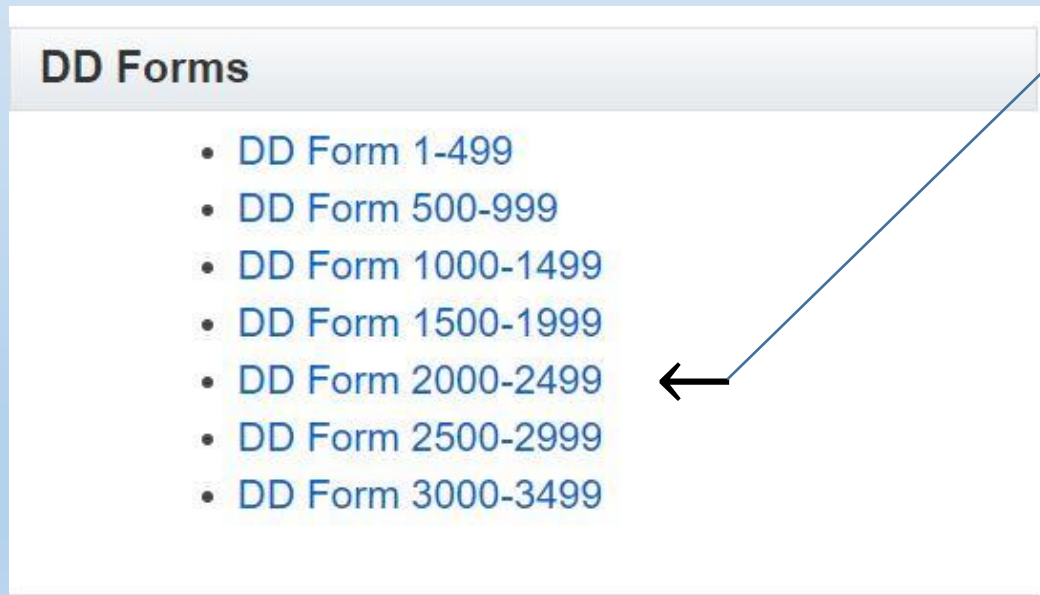 DD Forms
DD Form 1-499
DD Form 500-999
DD Form 1000-1499
DD Form 1500-1999
DD Form 2000-2499
DD Form 2500-2999
DD Form 3000-3499